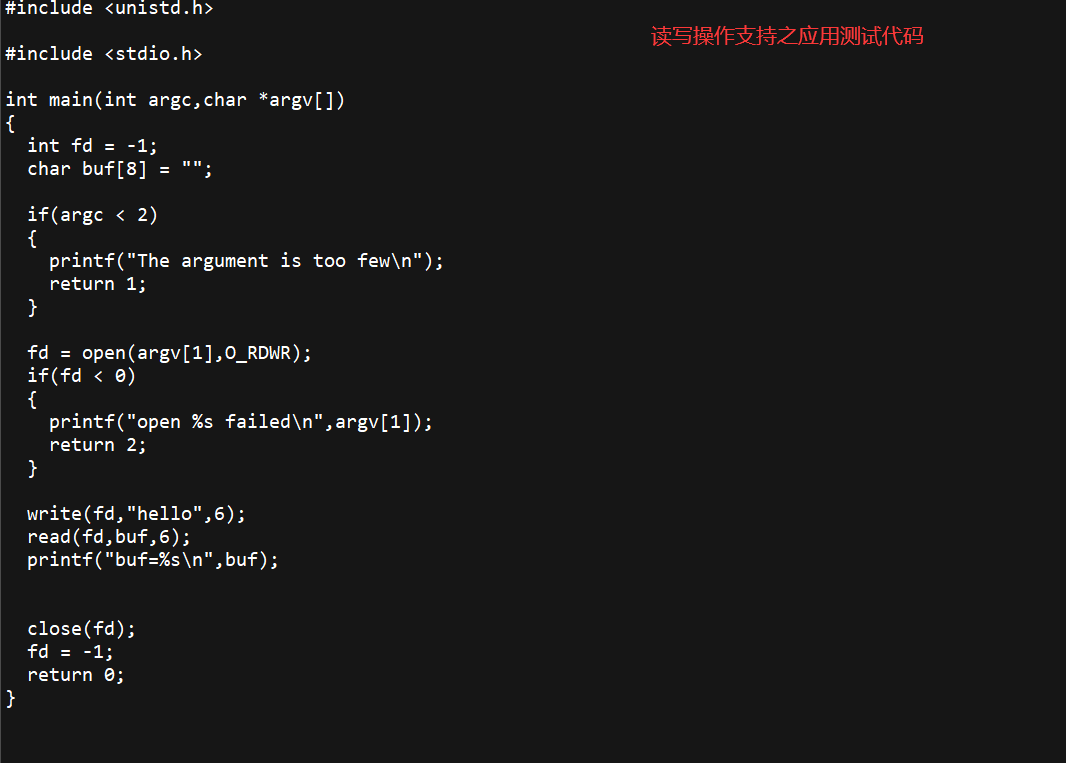 #include <unistd.h>
读写操作支持之应用测试代码
#include <stdio.h>
int main(int argc,char *argv[])
{
int fd = -1;
char buf[8] = "";
if(argc < 2)
{
printf("The argument is too few\n");
return 1;
}
fd = open(argv[1],O_RDWR);
if(fd < 0)
{
printf("open %s failed\n",argv[1]);
return 2;
}
write(fd,"hello",6);
read(fd,buf,6);
printf("buf=%s\n",buf);
close(fd);
fd = -1;
return 0;
}